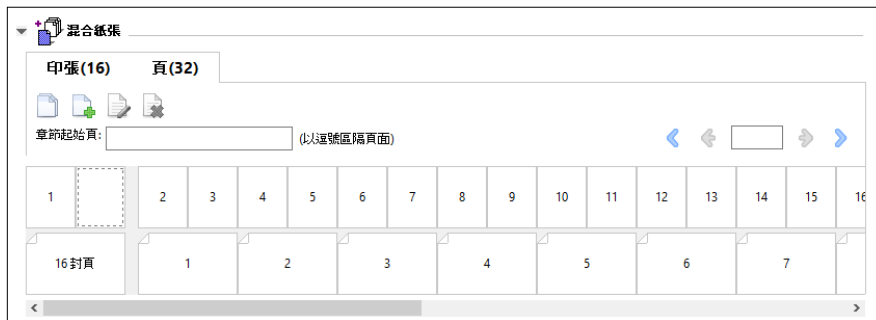 混合紙張
印張(16) 頁(32)
章節起始頁: (以逗號區隔頁面)
1 2 3 4 5 6 7 8 9 10 11 12 13 14 15 16
16 封頁 1 2 3 4 5 6 7